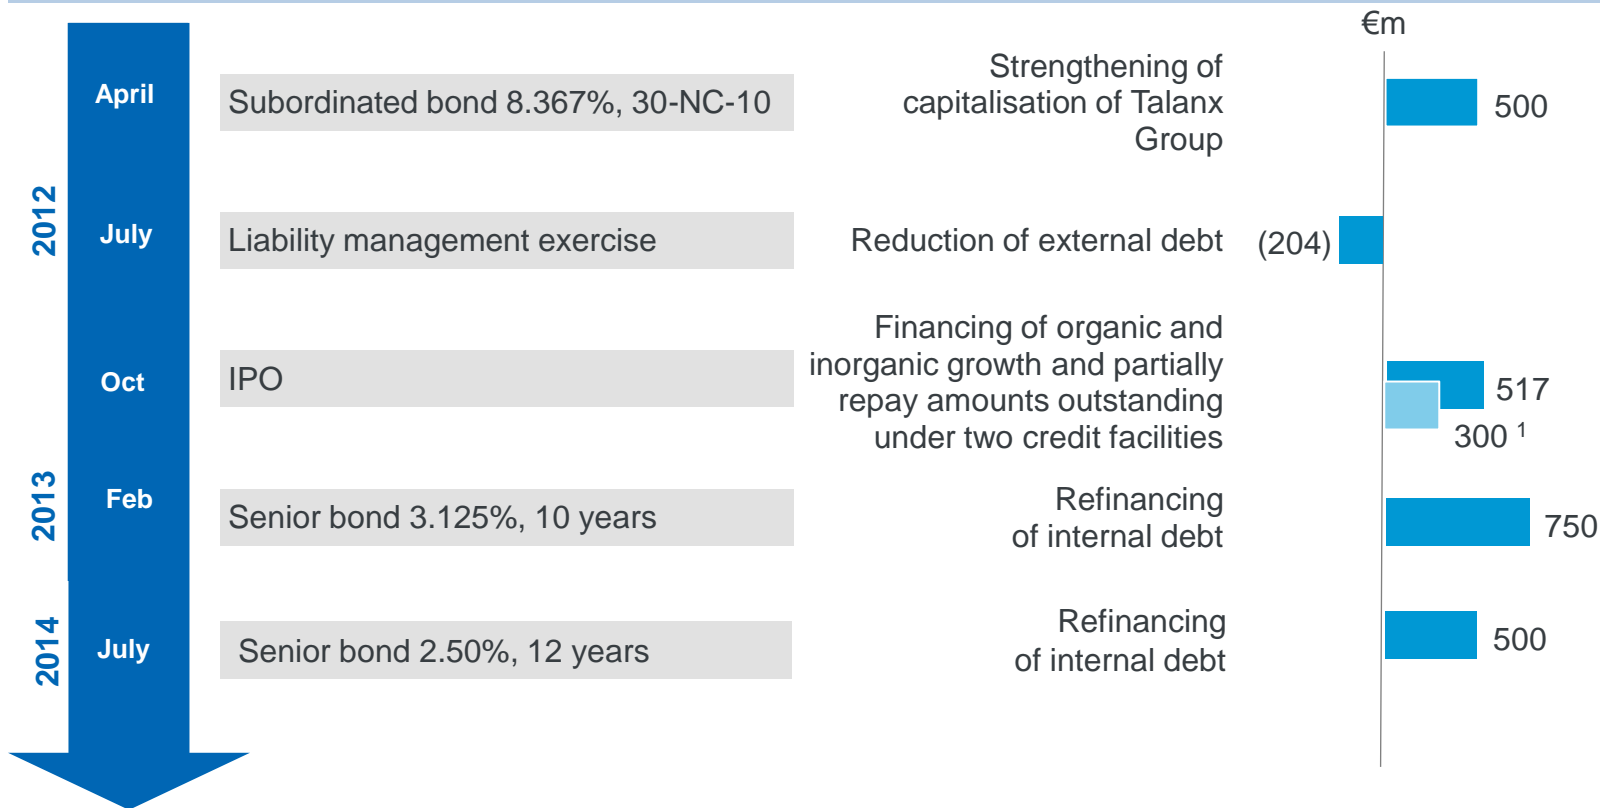 €m
2012
April
Subordinated bond 8.367%, 30-NC-10
Strengthening of
capitalisation of Talanx
Group
500
July
Liability management exercise
Reduction of external debt
(204)
Oct
IPO
Financing of organic and
inorganic growth and partially
repay amounts outstanding
under two credit facilities
517
300 1
2013
Feb
Senior bond 3.125%, 10 years
Refinancing
of internal debt
750
2014
July
Senior bond 2.50%, 12 years
Refinancing
of internal debt
500